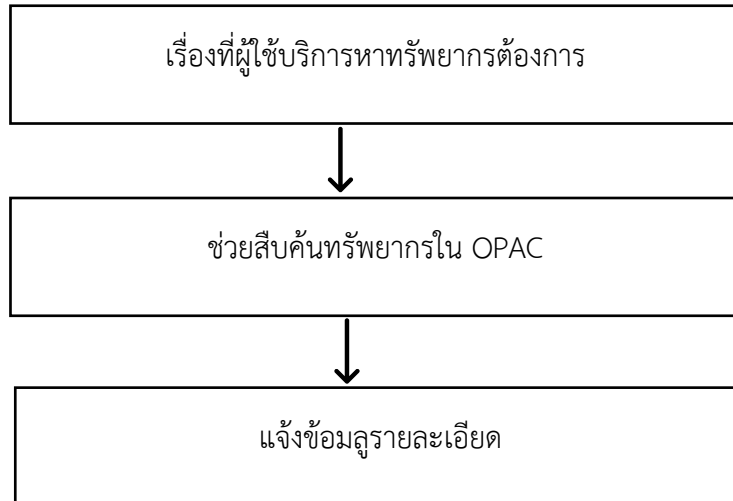 เรื่องที่ผู้ใช้บริการหาทรัพยากรต้องการ
ช่วยสืบค้นทรัพยากรใน OPAC
แจ้งข้อมลูรายละเอียด